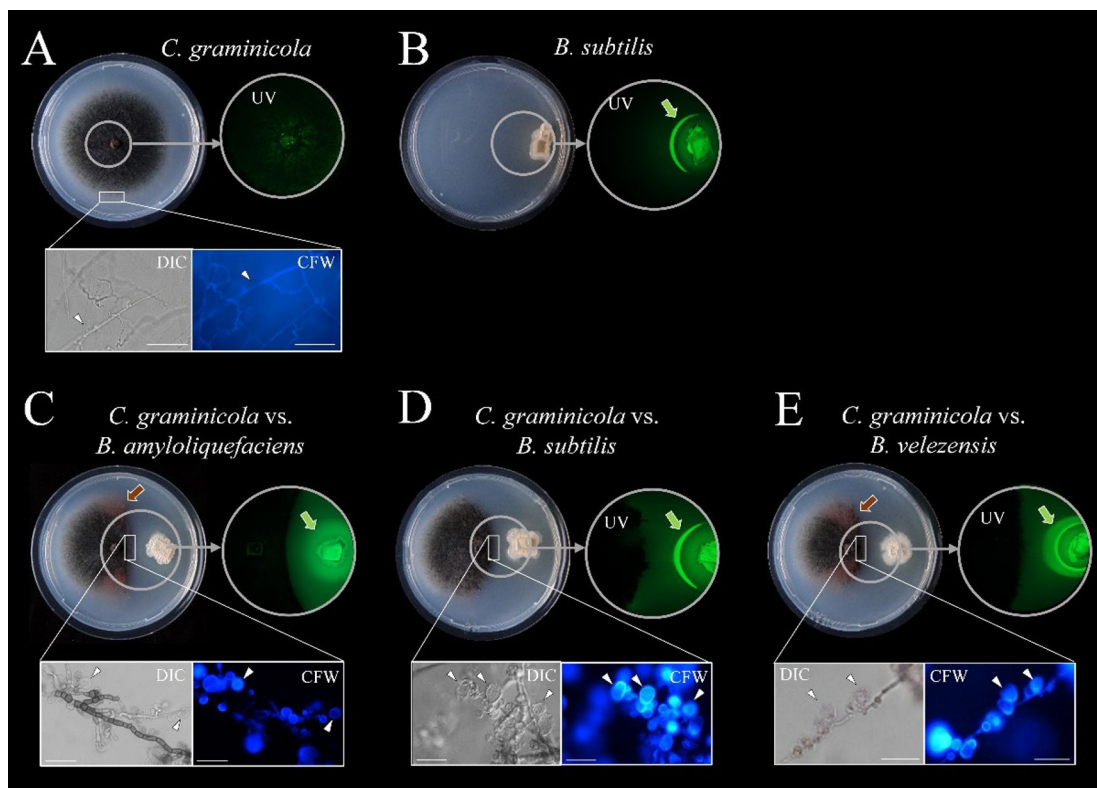 A
C. graminicola
UV
DIC
CFW
B
B. subtilis
UV
C
C. graminicola vs.
B. amyloliquefaciens
DIC
CFW
D
C. graminicola vs.
B. subtilis
UV
DIC
CFW
E
C. graminicola vs.
B. velezensis
UV
DIC
CFW